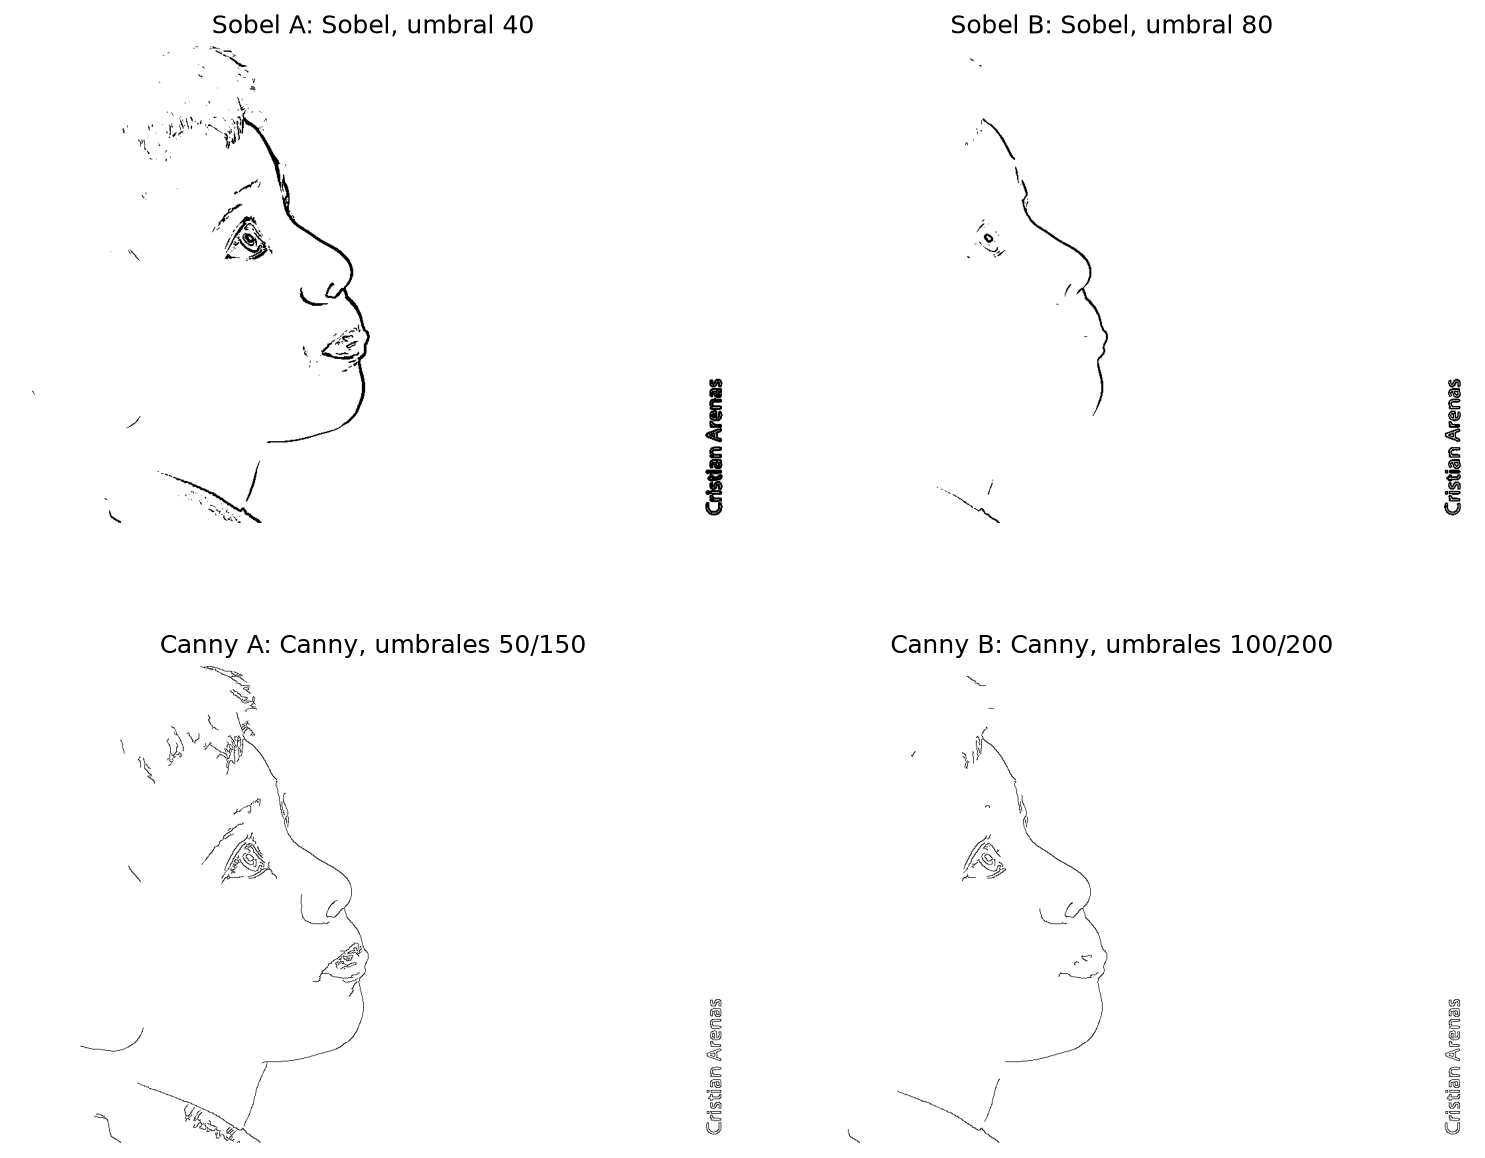 Sobel A: Sobel, umbral 40
Sobel B: Sobel, umbral 80
Cristian Arenas
Cristian Arenas
Canny A: Canny, umbrales 50/150
Canny B: Canny, umbrales 100/200
Cristian Arenas
Cristian Arenas